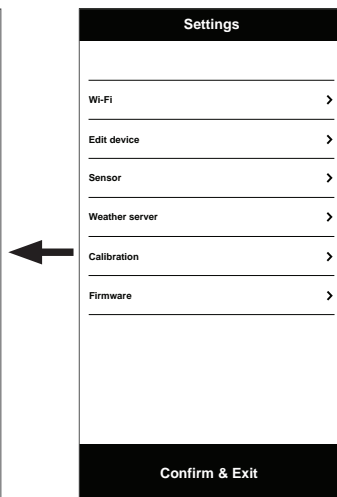 Settings
Wi-Fi
Edit device
Sensor
Weather server
Calibration
Firmware
Confirm & Exit